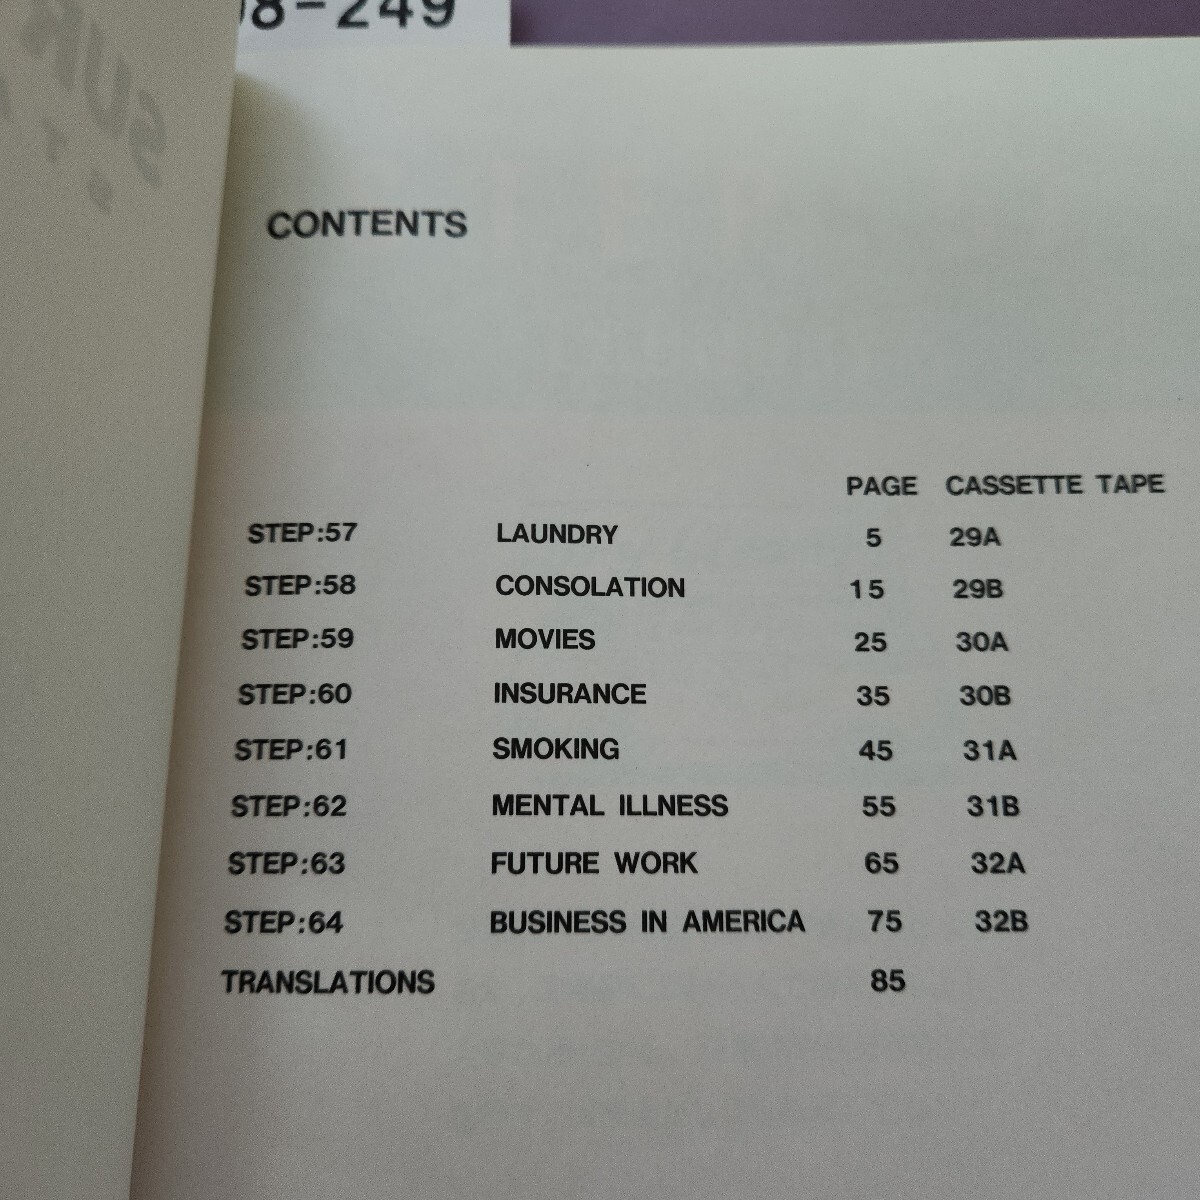 8-249
CONTENTS
PAGE CASSETTE TAPE
STEP:57 LAUNDRY 5 29A
STEP:58 CONSOLATION 15 29B
STEP:59 MOVIES 25 30A
STEP:60 INSURANCE 35 30B
STEP:61 SMOKING 45 31A
STEP:62 MENTAL ILLNESS 55 31B
STEP:63 FUTURE WORK 65 32A
STEP:64 BUSINESS IN AMERICA 75 32B
TRANSLATIONS 85